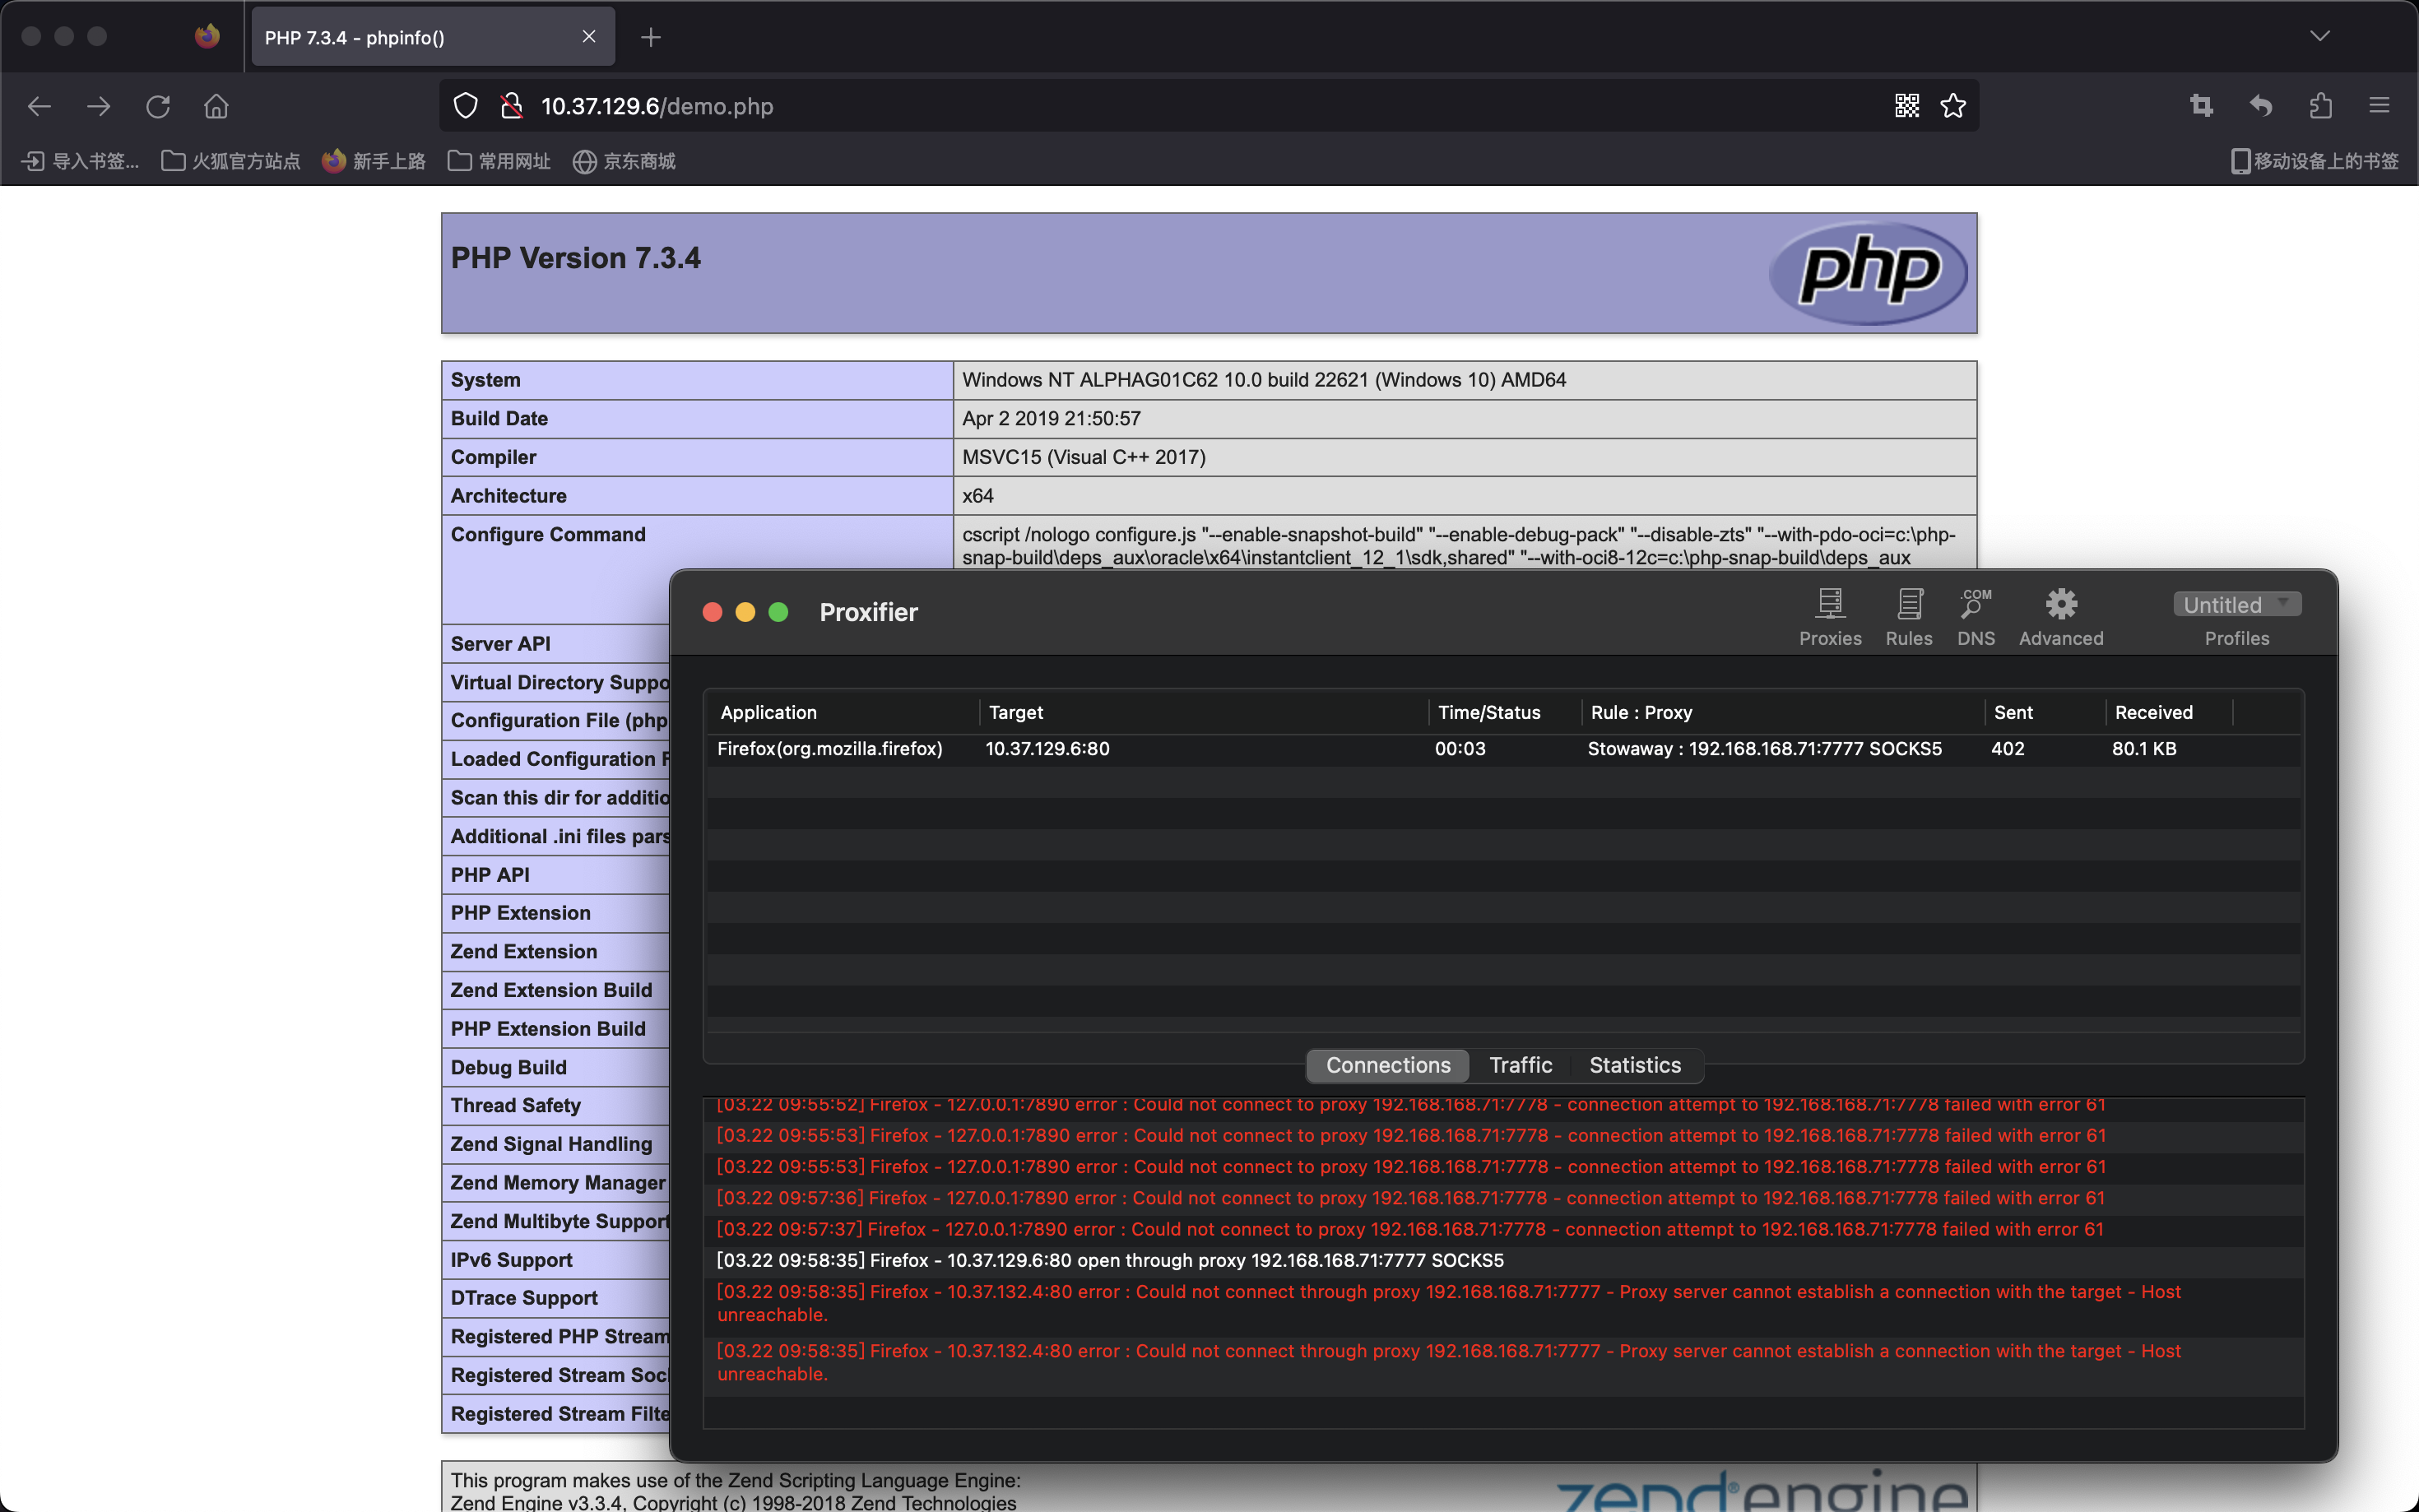 PHP 7.3.4 - phpinfo()
10.37.129.6/demo.php
导入书签...
火狐官方站点
新手上路
常用网址
京东商城
移动设备上的书签
PHP Version 7.3.4
php
System Windows NT ALPHAG01C62 10.0 build 22621 (Windows 10) AMD64
Build Date Apr 2 2019 21:50:57
Compiler MSVC15 (Visual C++ 2017)
Architecture x64
Configure Command cscript /nologo configure.js "--enable-snapshot-build" "--enable-debug-pack" "--disable-zts" "--with-pdo-oci=c:\php-
snap-build\deps_aux\oracle\x64\instantclient_12_1\sdk,shared" "--with-oci8-12c=c:\php-snap-build\deps_aux
Server API
Virtual Directory Suppo
Configuration File (php
Loaded Configuration F
Scan this dir for additio
Additional .ini files pars
PHP API
PHP Extension
Zend Extension
Zend Extension Build
PHP Extension Build
Debug Build
Thread Safety
Zend Signal Handling
Zend Memory Manager
Zend Multibyte Support
IPv6 Support
DTrace Support
Registered PHP Stream
Registered Stream Soc
Registered Stream Filte
Proxifier
.COM
Untitled
Proxies Rules DNS Advanced Profiles
Application Target Time/Status Rule : Proxy Sent Received
Firefox(org.mozilla.firefox) 10.37.129.6:80 00:03 Stowaway : 192.168.168.71:7777 SOCKS5 402 80.1 KB
Connections Traffic Statistics
[03.22 09:55:52] Firefox - 127.0.0.1:7890 error : Could not connect to proxy 192.168.168.71:7778 - connection attempt to 192.168.168.71:7778 failed with error 61
[03.22 09:55:53] Firefox - 127.0.0.1:7890 error : Could not connect to proxy 192.168.168.71:7778 - connection attempt to 192.168.168.71:7778 failed with error 61
[03.22 09:55:53] Firefox - 127.0.0.1:7890 error : Could not connect to proxy 192.168.168.71:7778 - connection attempt to 192.168.168.71:7778 failed with error 61
[03.22 09:57:36] Firefox - 127.0.0.1:7890 error : Could not connect to proxy 192.168.168.71:7778 - connection attempt to 192.168.168.71:7778 failed with error 61
[03.22 09:57:37] Firefox - 127.0.0.1:7890 error : Could not connect to proxy 192.168.168.71:7778 - connection attempt to 192.168.168.71:7778 failed with error 61
[03.22 09:58:35] Firefox - 10.37.129.6:80 open through proxy 192.168.168.71:7777 SOCKS5
[03.22 09:58:35] Firefox - 10.37.132.4:80 error : Could not connect through proxy 192.168.168.71:7777 - Proxy server cannot establish a connection with the target - Host
unreachable.
[03.22 09:58:35] Firefox - 10.37.132.4:80 error : Could not connect through proxy 192.168.168.71:7777 - Proxy server cannot establish a connection with the target - Host
unreachable.
This program makes use of the Zend Scripting Language Engine:
Zend Engine v3.3.4, Copyright (c) 1998-2018 Zend Technologies
zend®engine